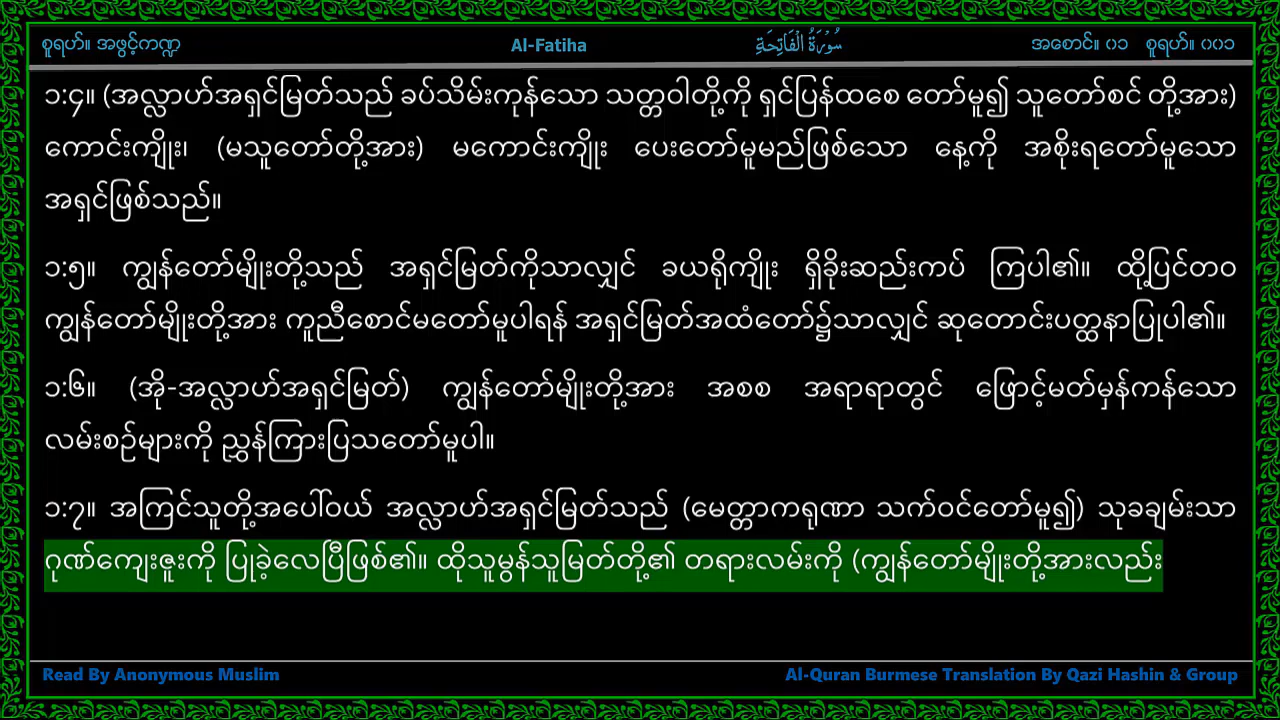 စူရဟ်။ အဖွင့်ကဏ္ဍ Al-Fatiha سُورَةُ الْفَاتِحَةِ အစောင်။ ၀၁ စူရဟ်။ ၀၀၁
၁:၄။ (အလ္လာဟ်အရှင်မြတ်သည် ခပ်သိမ်းကုန်သော သတ္တဝါတို့ကို ရှင်ပြန်ထစေ တော်မူ၍ သူတော်စင် တို့အား)
ကောင်းကျိုး၊ (မသူတော်တို့အား) မကောင်းကျိုး ပေးတော်မူမည်ဖြစ်သော နေ့ကို အစိုးရတော်မူသော
အရှင်ဖြစ်သည်။
၁:၅။ ကျွန်တော်မျိုးတို့သည် အရှင်မြတ်ကိုသာလျှင် ခယရိုကျိုး ရှိခိုးဆည်းကပ် ကြပါ၏။ ထို့ပြင်တဝ
ကျွန်တော်မျိုးတို့အား ကူညီစောင်မတော်မူပါရန် အရှင်မြတ်အထံတော်၌သာလျှင် ဆုတောင်းပတ္ထနာပြုပါ၏။
၁:၆။ (အို-အလ္လာဟ်အရှင်မြတ်) ကျွန်တော်မျိုးတို့အား အစစ အရာရာတွင် ဖြောင့်မတ်မှန်ကန်သော
လမ်းစဉ်များကို ညွှန်ကြားပြသတော်မူပါ။
၁:၇။ အကြင်သူတို့အပေါ်ဝယ် အလ္လာဟ်အရှင်မြတ်သည် (မေတ္တာကရုဏာ သက်ဝင်တော်မူ၍) သုခချမ်းသာ
ဂုဏ်ကျေးဇူးကို ပြုခဲ့လေပြီဖြစ်၏။ ထိုသူမွန်သူမြတ်တို့၏ တရားလမ်းကို (ကျွန်တော်မျိုးတို့အားလည်း
Read By Anonymous Muslim Al-Quran Burmese Translation By Qazi Hashin & Group